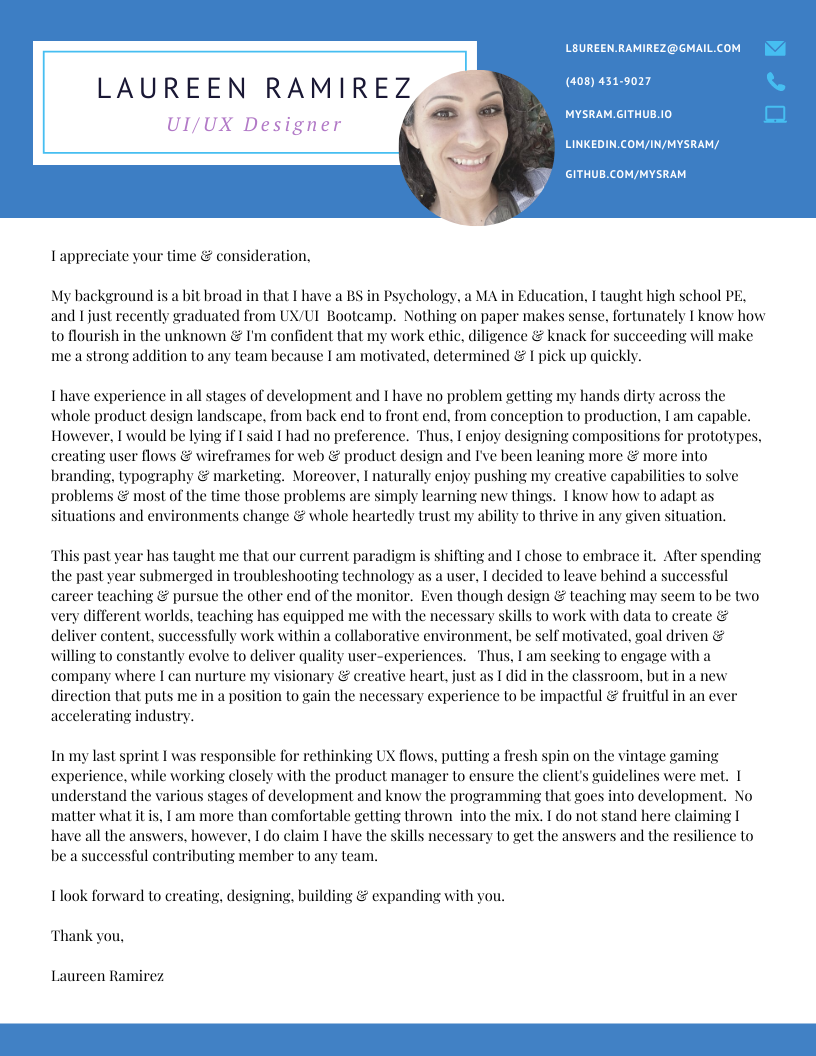 LAUREEN RAMIREZ
UI/UX Designer
L8UREEN.RAMIREZ@GMAIL.COM
(408) 431-9027
MYSRAM.GITHUB.IO
LINKEDIN.COM/IN/MYSRAM/
GITHUB.COM/MYSRAM
I appreciate your time & consideration,
My background is a bit broad in that I have a BS in Psychology, a MA in Education, I taught high school PE,
and I just recently graduated from UX/UI  Bootcamp.  Nothing on paper makes sense, fortunately I know how
to flourish in the unknown & I'm confident that my work ethic, diligence & knack for succeeding will make
me a strong addition to any team because I am motivated, determined & I pick up quickly.
I have experience in all stages of development and I have no problem getting my hands dirty across the
whole product design landscape, from back end to front end, from conception to production, I am capable.
However, I would be lying if I said I had no preference.  Thus, I enjoy designing compositions for prototypes,
creating user flows & wireframes for web & product design and I've been leaning more & more into
branding, typography & marketing.  Moreover, I naturally enjoy pushing my creative capabilities to solve
problems & most of the time those problems are simply learning new things.  I know how to adapt as
situations and environments change & whole heartedly trust my ability to thrive in any given situation.
This past year has taught me that our current paradigm is shifting and I chose to embrace it.  After spending
the past year submerged in troubleshooting technology as a user, I decided to leave behind a successful
career teaching & pursue the other end of the monitor.  Even though design & teaching may seem to be two
very different worlds, teaching has equipped me with the necessary skills to work with data to create &
deliver content, successfully work within a collaborative environment, be self motivated, goal driven &
willing to constantly evolve to deliver quality user-experiences.   Thus, I am seeking to engage with a
company where I can nurture my visionary & creative heart, just as I did in the classroom, but in a new
direction that puts me in a position to gain the necessary experience to be impactful & fruitful in an ever
accelerating industry.
In my last sprint I was responsible for rethinking UX flows, putting a fresh spin on the vintage gaming
experience, while working closely with the product manager to ensure the client's guidelines were met.  I
understand the various stages of development and know the programming that goes into development.  No
matter what it is, I am more than comfortable getting thrown  into the mix. I do not stand here claiming I
have all the answers, however, I do claim I have the skills necessary to get the answers and the resilience to
be a successful contributing member to any team.
I look forward to creating, designing, building & expanding with you.
Thank you,
Laureen Ramirez